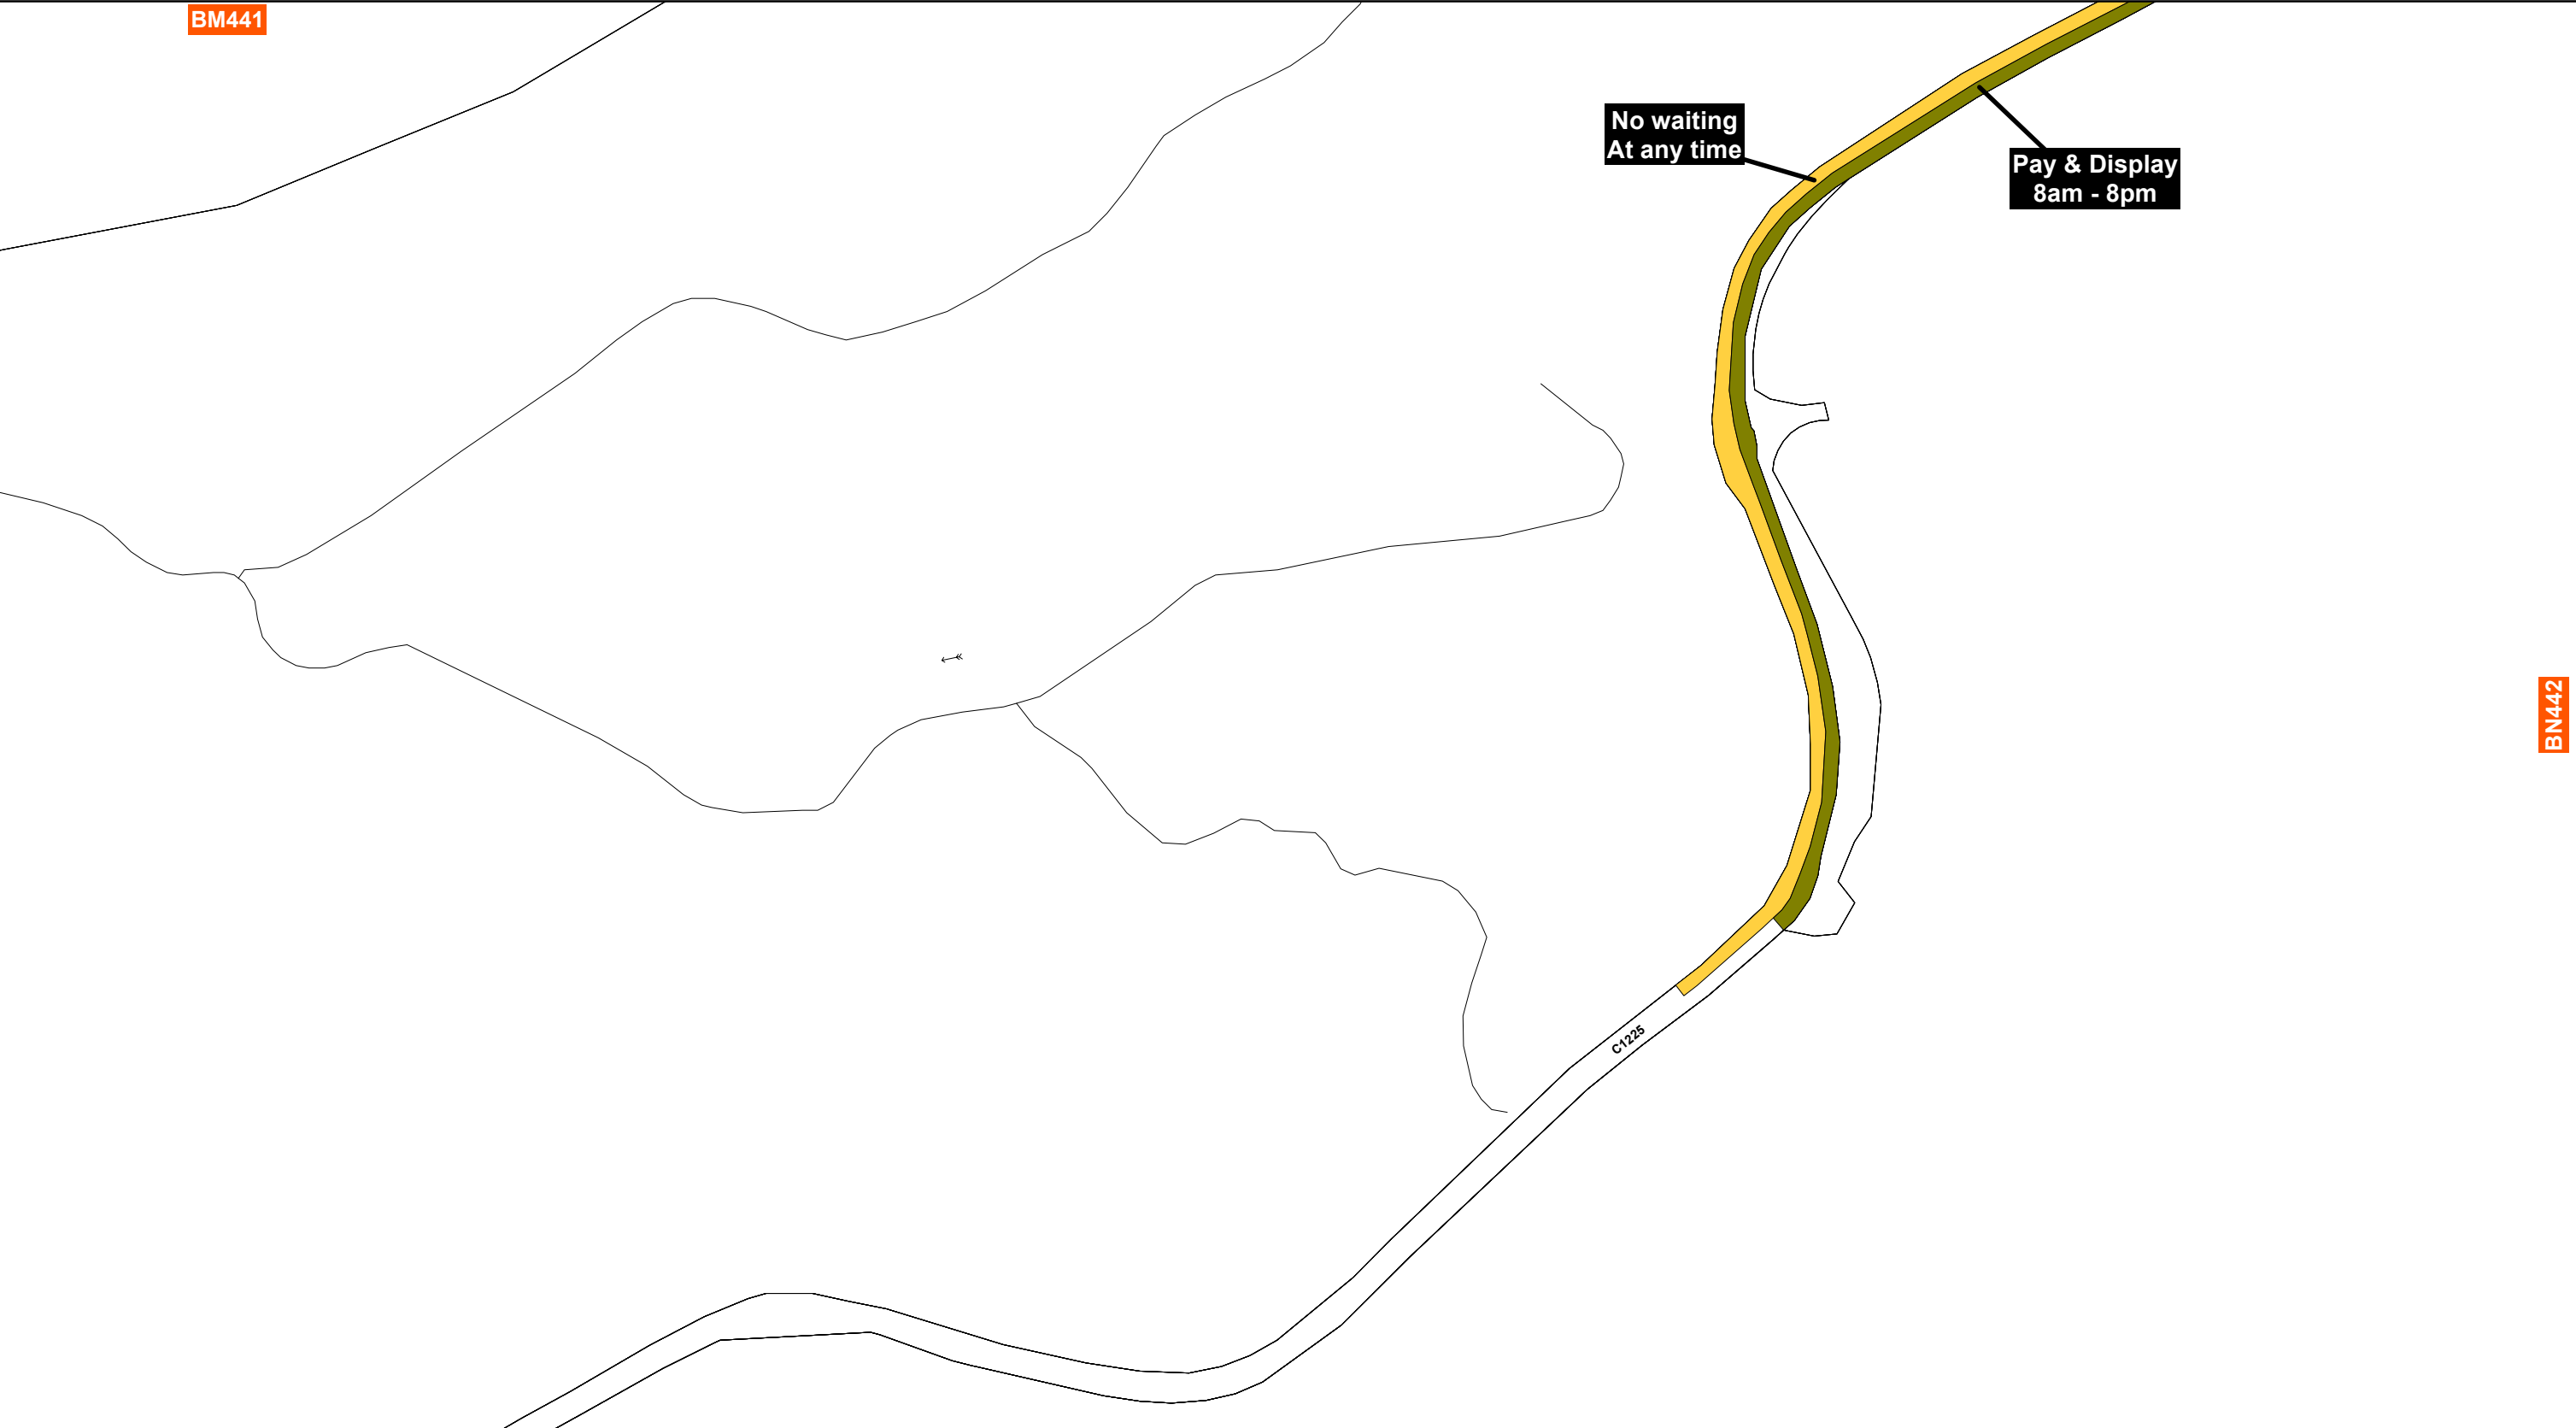 BM441
No waiting
At any time
Pay & Display
8am - 8pm
BN442
C1225